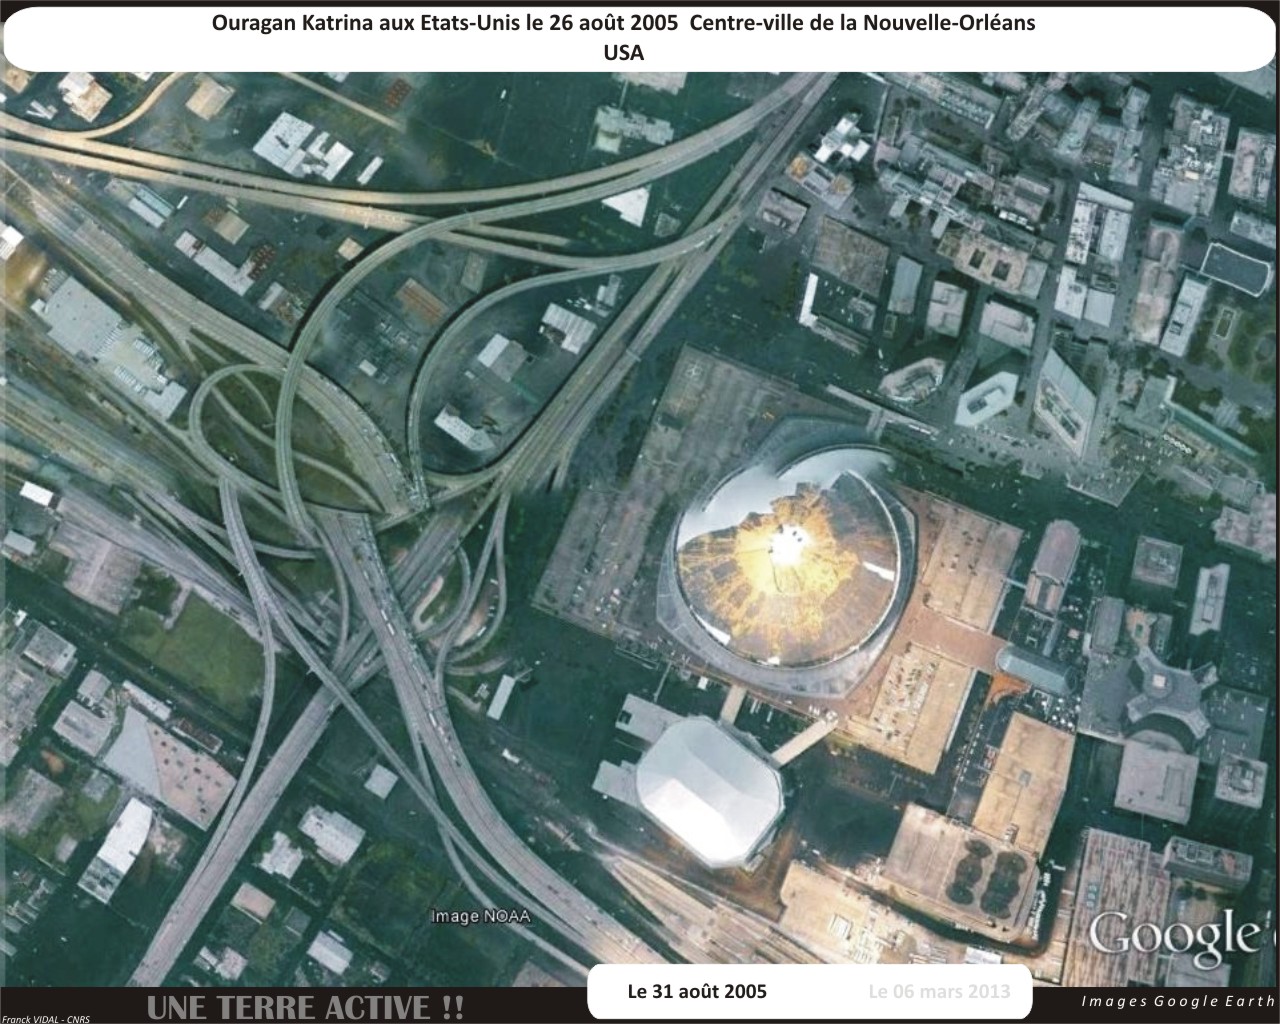 Ouragan Katrina aux Etats-Unis le 26 août 2005  Centre-ville de la Nouvelle-Orléans
USA
Image NOAA
Google
Le 31 août 2005
Le 06 mars 2013
UNE TERRE ACTIVE !!
Images Google Earth
Franck VIDAL - CNRS